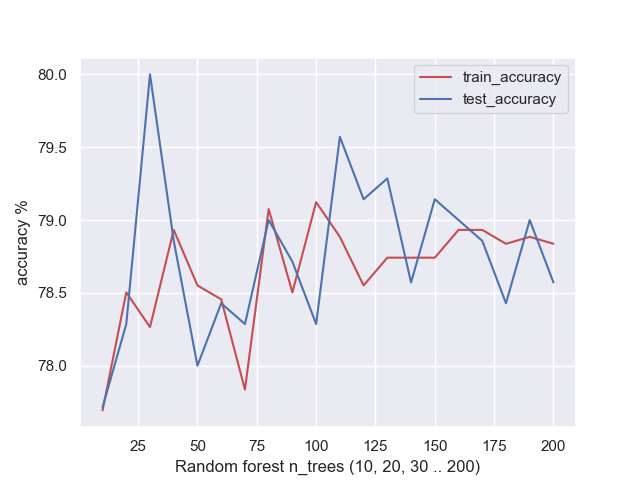 train_accuracy
test_accuracy
80.0
79.5
79.0
78.5
78.0
accuracy %
25 50 75 100 125 150 175 200
Random forest n_trees (10, 20, 30 .. 200)